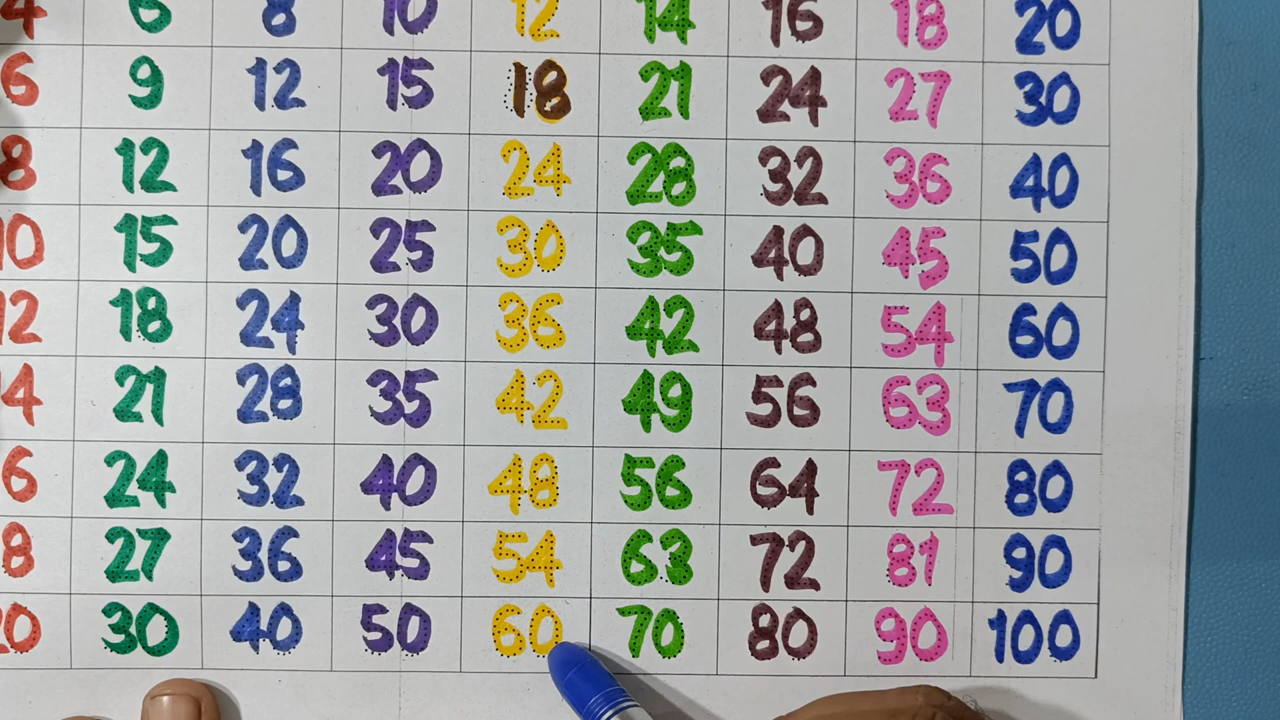 4 6 8 10 12 14 16 18 20
6 9 12 15 18 21 24 27 30
8 12 16 20 24 28 32 36 40
10 15 20 25 30 35 40 45 50
12 18 24 30 36 42 48 54 60
14 21 28 35 42 49 56 63 70
6 24 32 40 48 56 64 72 80
8 27 36 45 54 63 72 81 90
20 30 40 50 60 70 80 90 100